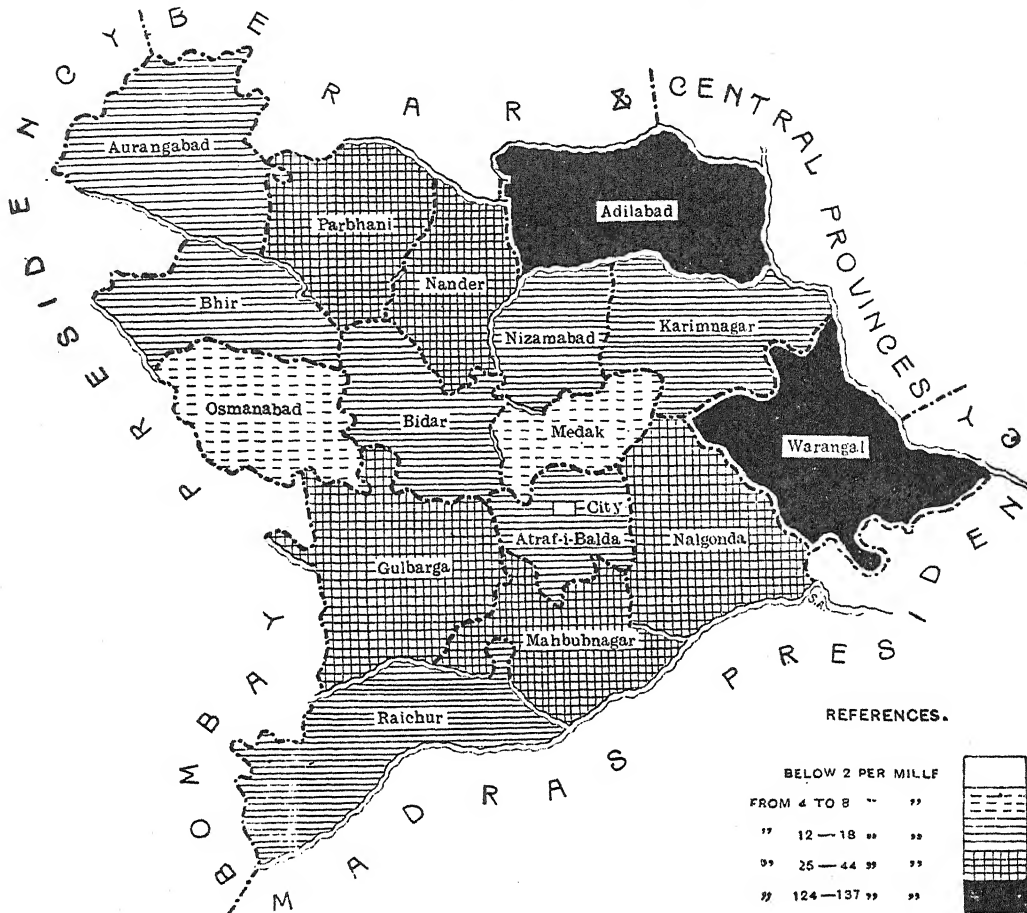 BOMBAY PRESIDENCY
BERAR &
CENTRAL PROVINCES
MADRAS PRESIDENCY
Aurangabad
Parbhani
Adilabad
Nander
Bhir
Nizamabad
Karimnagar
Osmanabad
Bidar
Medak
Warangal
City
Atraf-i-Balda
Nalgonda
Gulbarga
Mahbubnagar
Raichur
REFERENCES.
BELOW 2 PER MILLE
FROM 4 TO 8 " "
" 12—18 " "
" 25—44 " "
" 124—137 " "